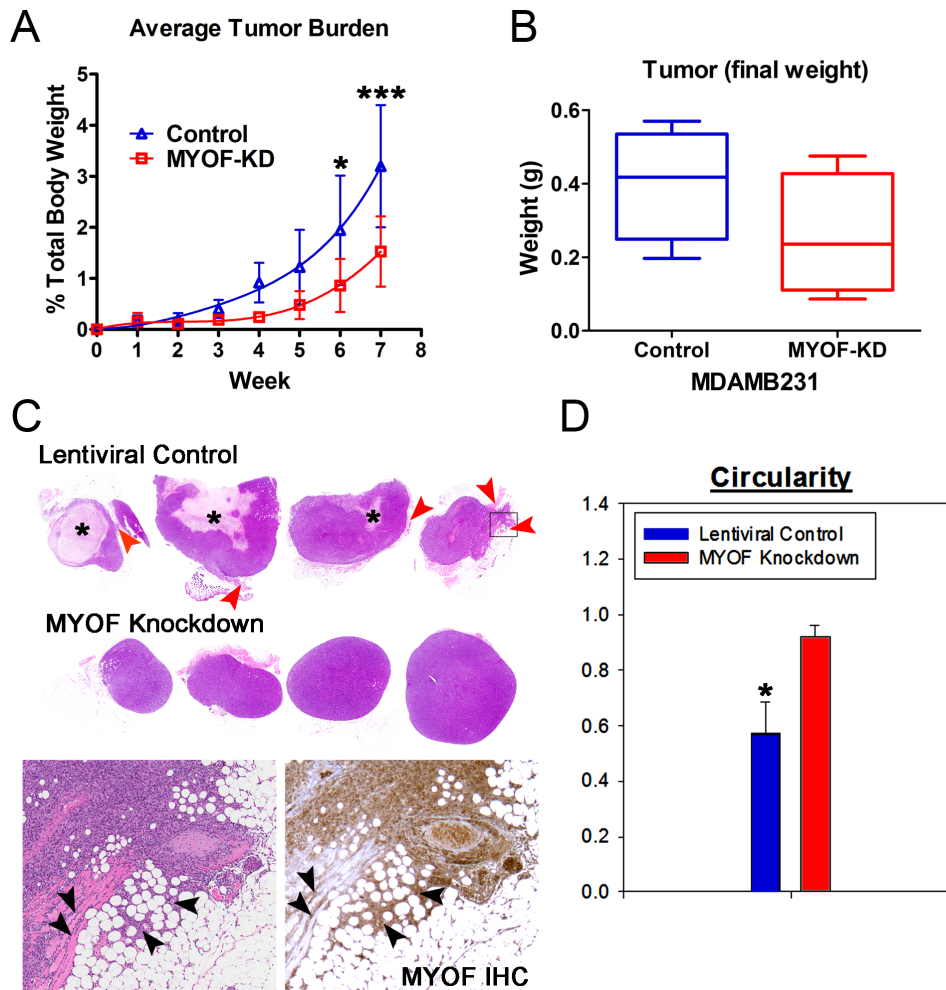 A
Average Tumor Burden
% Total Body Weight
5
4
3
2
1
0
Control
MYOF-KD
*
***
0 1 2 3 4 5 6 7 8
Week
B
Tumor (final weight)
Weight (g)
0.6
0.4
0.2
0.0
Control MYOF-KD
MDAMB231
C
Lentiviral Control
* * *
MYOF Knockdown
MYOF IHC
D
Circularity
1.4
1.2
1.0
0.8
0.6
0.4
0.2
0.0
Lentiviral Control
MYOF Knockdown
*